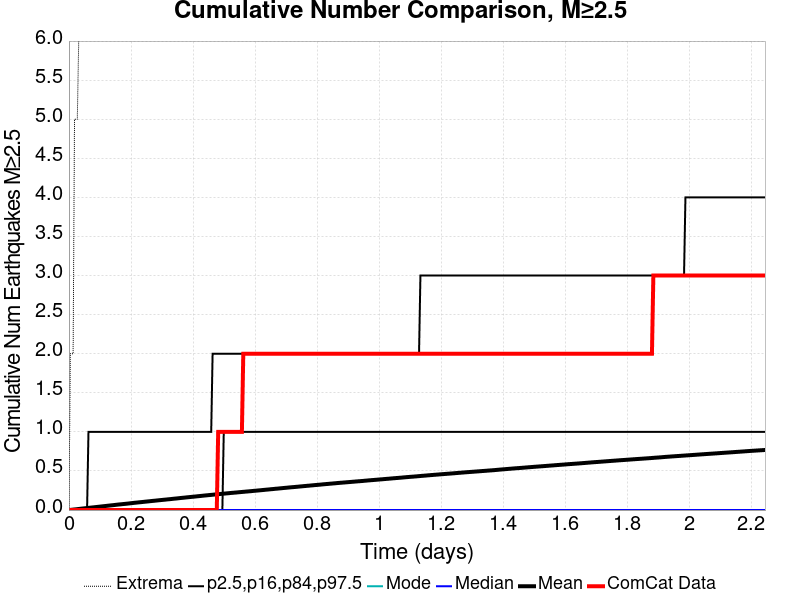 Cumulative Number Comparison, M≥2.5
Cumulative Num Earthquakes M≥2.5
6.0
5.5
5.0
4.5
4.0
3.5
3.0
2.5
2.0
1.5
1.0
0.5
0.0
0 0.2 0.4 0.6 0.8 1 1.2 1.4 1.6 1.8 2 2.2
Time (days)
Extrema p2.5,p16,p84,p97.5 Mode Median Mean ComCat Data